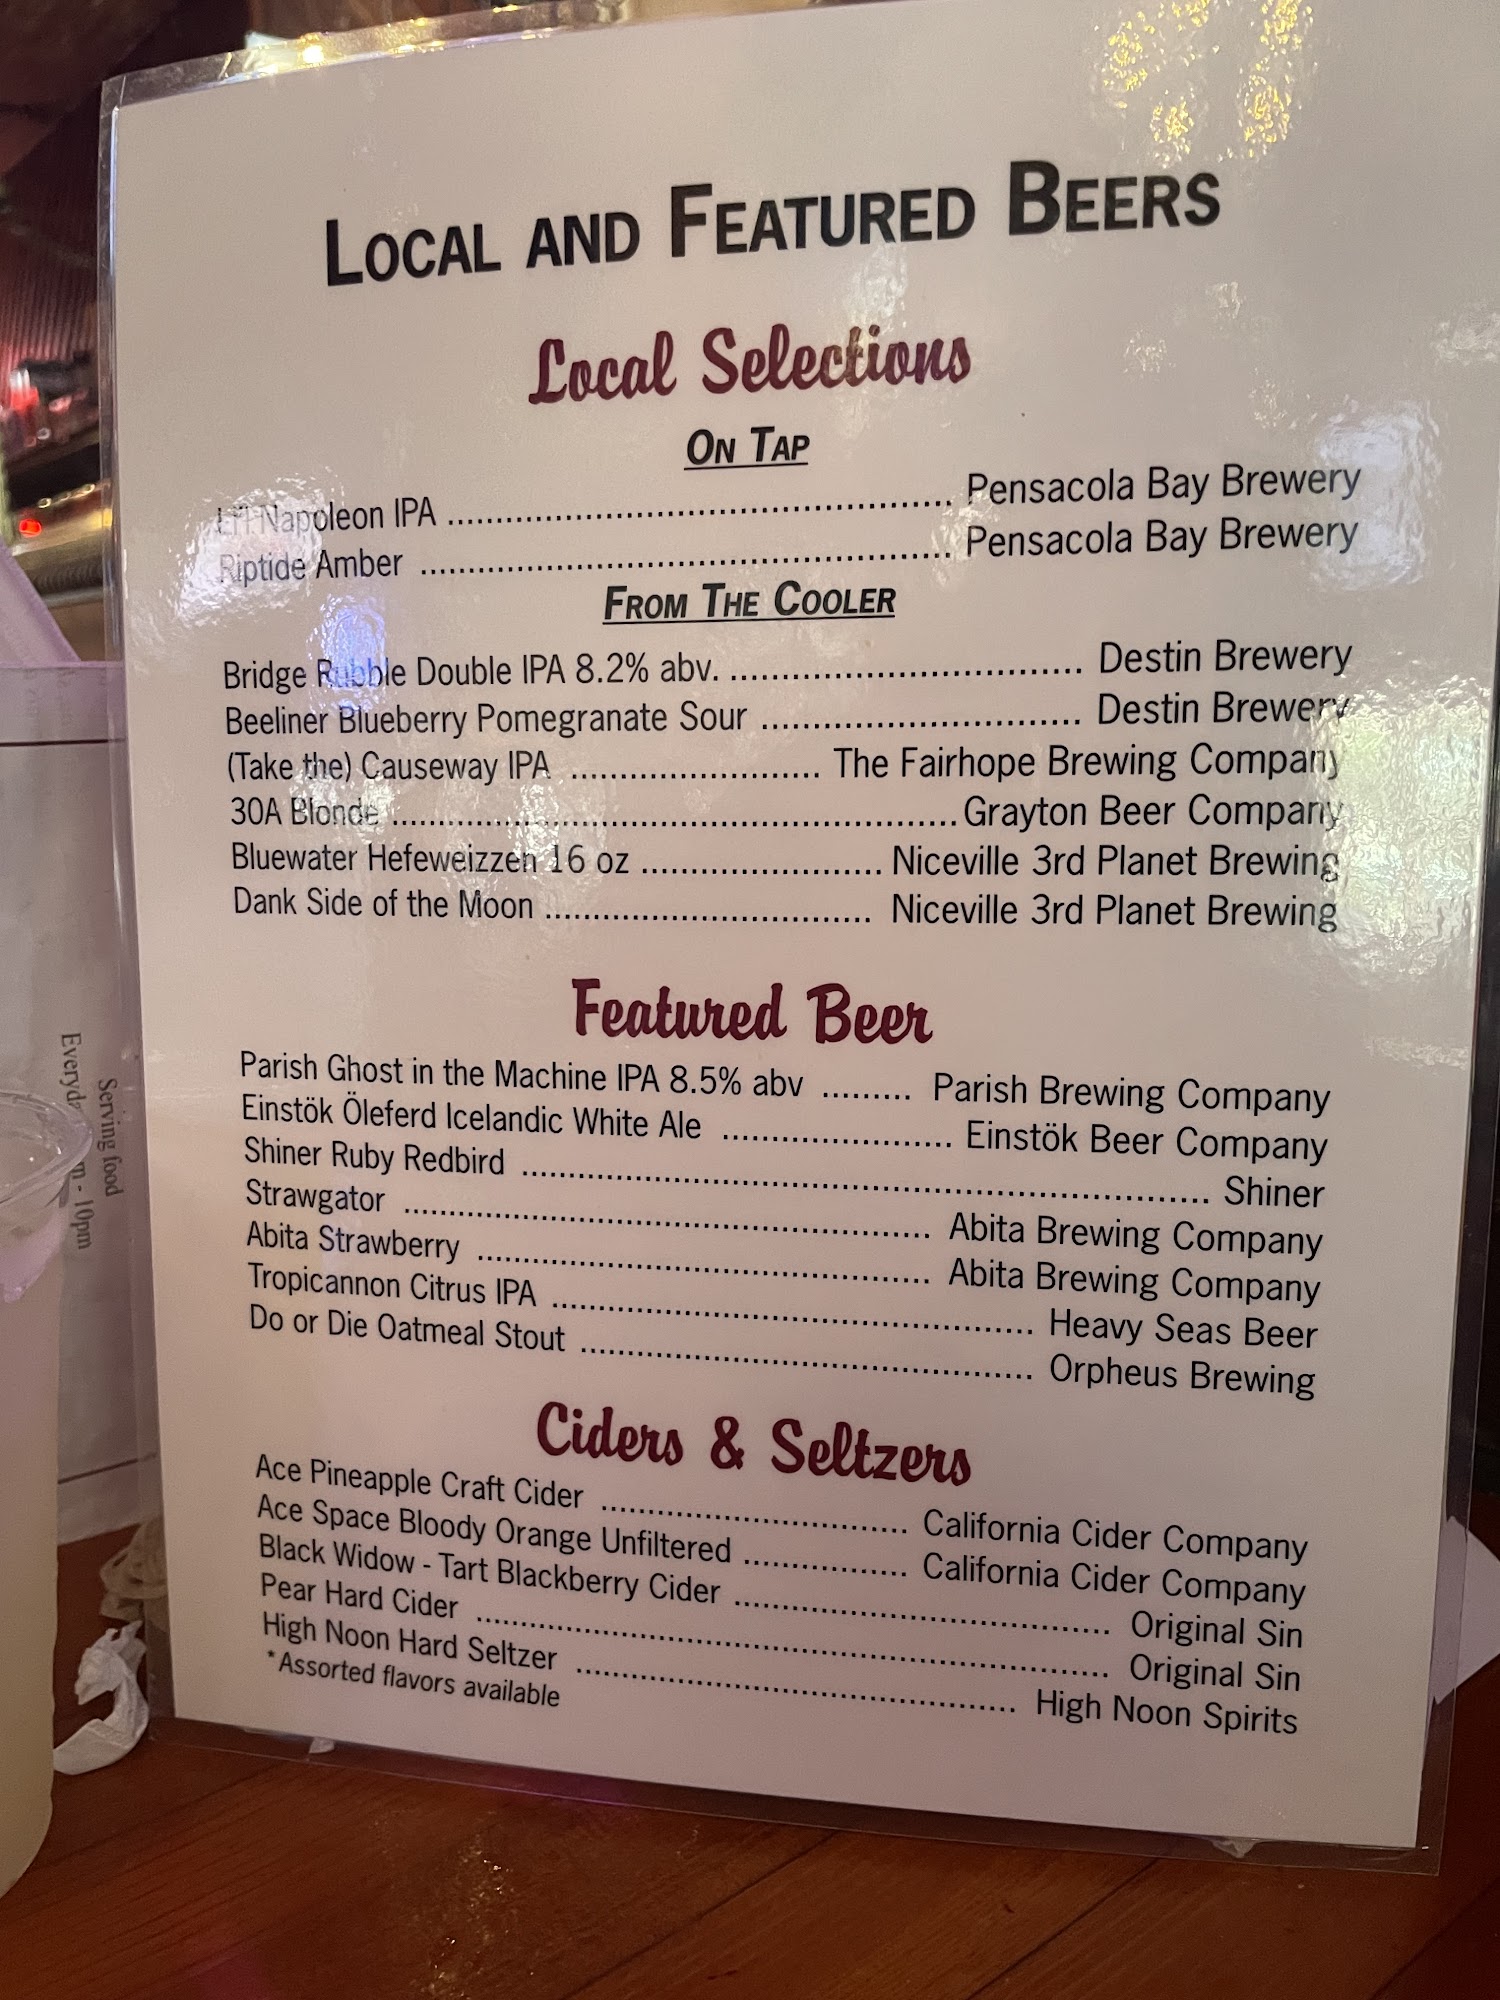 LOCAL AND FEATURED BEERS
Local Selections
ON TAP
Li'l Napoleon IPA ........ Pensacola Bay Brewery
Riptide Amber ........ Pensacola Bay Brewery
FROM THE COOLER
Bridge Rubble Double IPA 8.2% abv. ........ Destin Brewery
Beeliner Blueberry Pomegranate Sour ........ Destin Brewery
(Take the) Causeway IPA ........ The Fairhope Brewing Company
30A Blonde ........ Grayton Beer Company
Bluewater Hefeweizzen 16 oz ........ Niceville 3rd Planet Brewing
Dank Side of the Moon ........ Niceville 3rd Planet Brewing
Featured Beer
Parish Ghost in the Machine IPA 8.5% abv ........ Parish Brewing Company
Einstök Öleferd Icelandic White Ale ........ Einstök Beer Company
Shiner Ruby Redbird ........ Shiner
Strawgator ........ Abita Brewing Company
Abita Strawberry ........ Abita Brewing Company
Tropicannon Citrus IPA ........ Heavy Seas Beer
Do or Die Oatmeal Stout ........ Orpheus Brewing
Ciders & Seltzers
Ace Pineapple Craft Cider ........ California Cider Company
Ace Space Bloody Orange Unfiltered ........ California Cider Company
Black Widow - Tart Blackberry Cider ........ Original Sin
Pear Hard Cider ........ Original Sin
High Noon Hard Seltzer ........ High Noon Spirits
*Assorted flavors available
Serving food
- 10pm